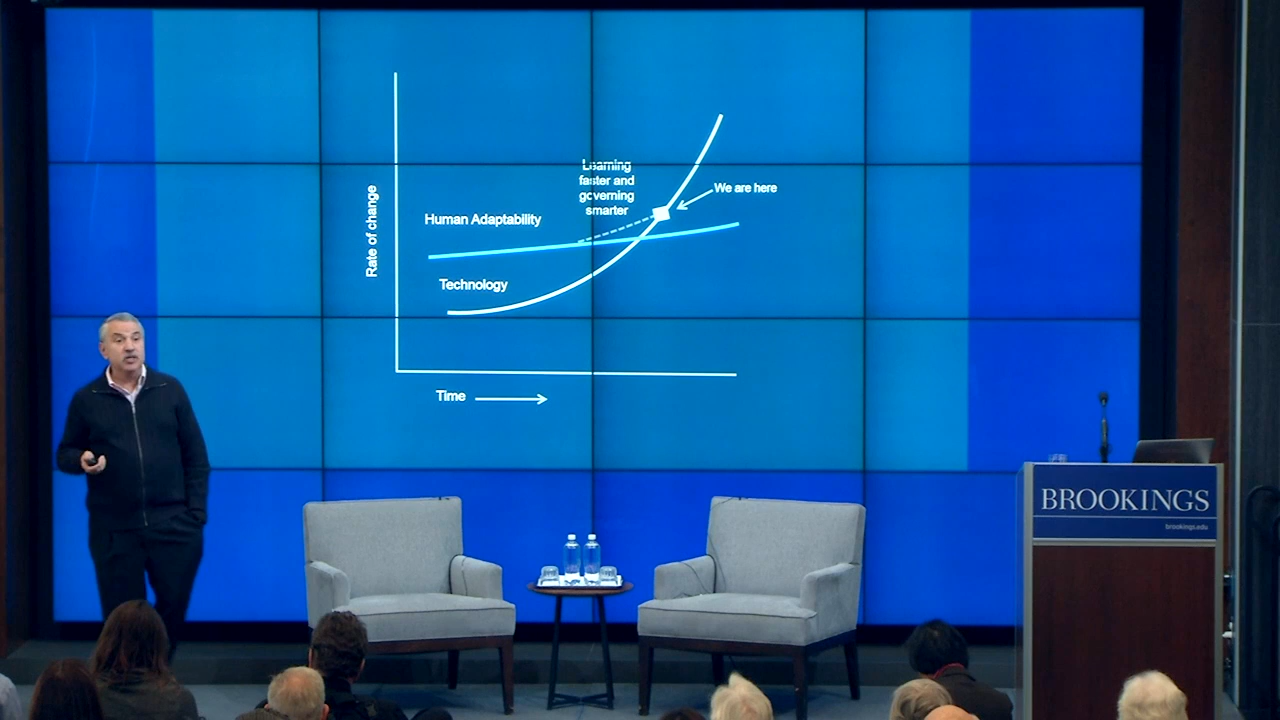 Learning
faster and
governing
smarter
We are here
Human Adaptability
Rate of change
Technology
Time
BROOKINGS
brookings.edu